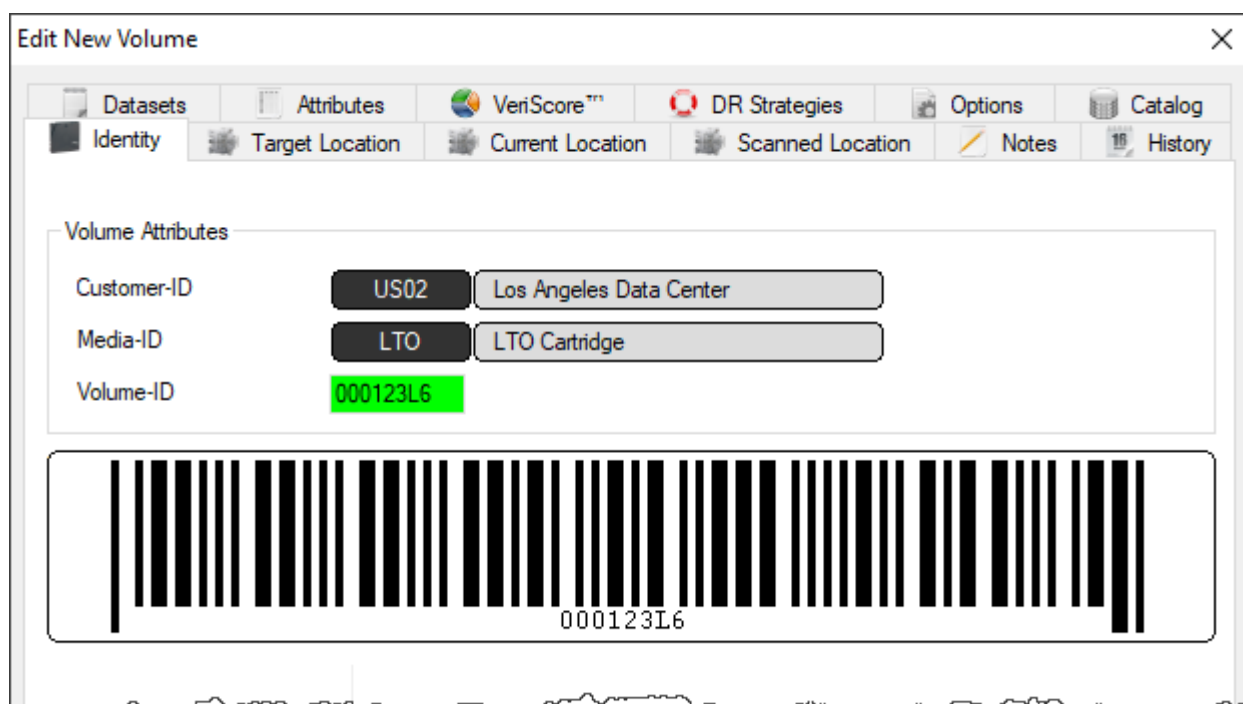 Edit New Volume
Datasets Attributes VeriScore™ DR Strategies Options Catalog
Identity Target Location Current Location Scanned Location Notes 16 History
Volume Attributes
Customer-ID US02 Los Angeles Data Center
Media-ID LTO LTO Cartridge
Volume-ID 000123L6
000123L6